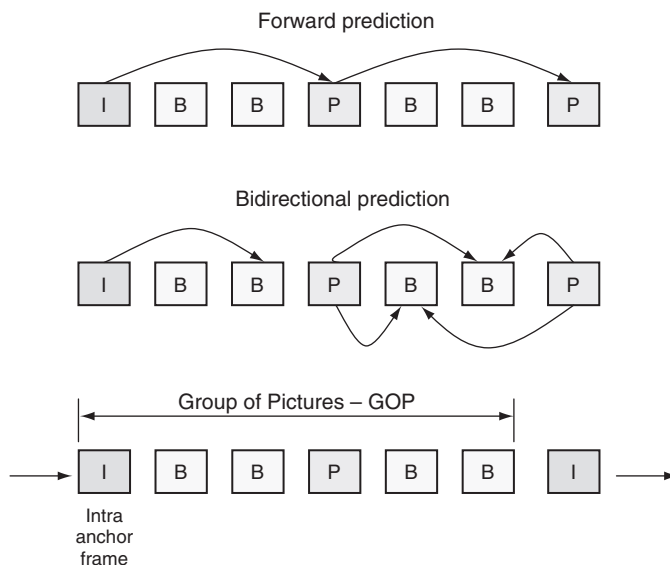 Forward prediction
I B B P B B P
Bidirectional prediction
I B B P B B P
Group of Pictures – GOP
I B B P B B I
Intra
anchor
frame